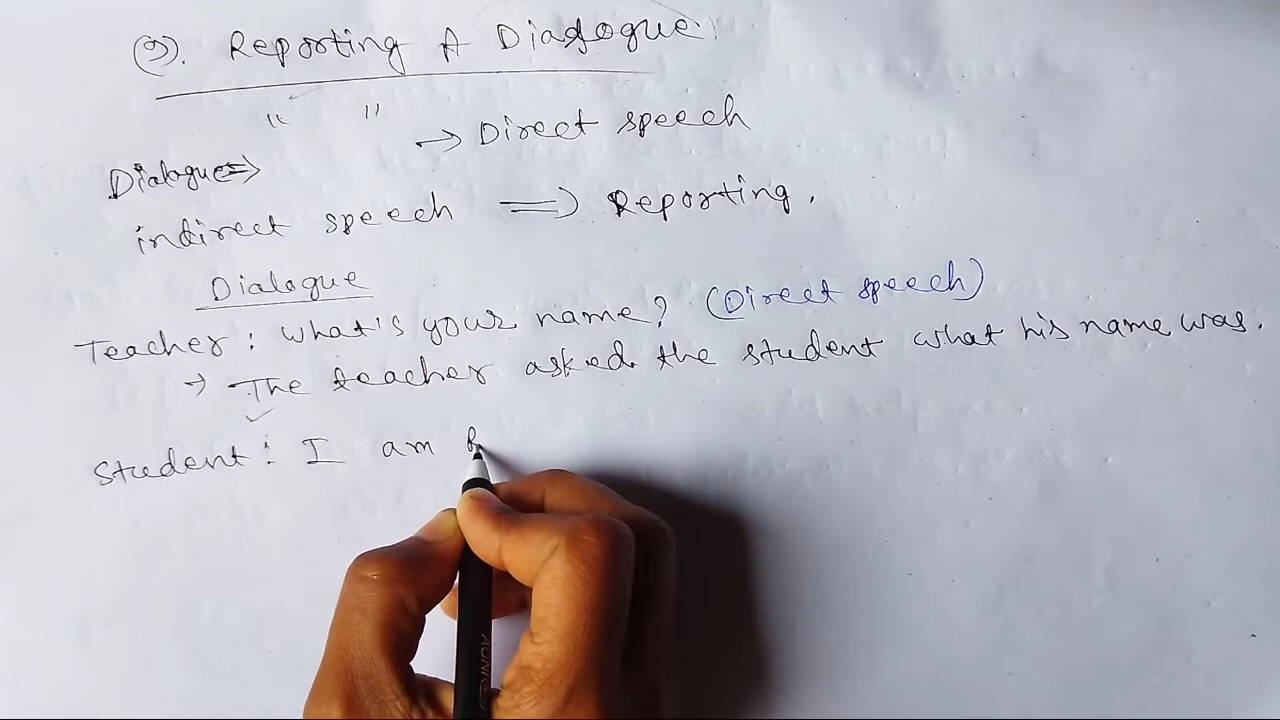 (9). Reporting A Dialogue
" "
→ Direct speech
Dialogue ⇒
indirect speech ⇒ Reporting.
Dialogue
Teacher: What's your name? (Direct speech)
→ The teacher asked the student what his name was.
Student: I am